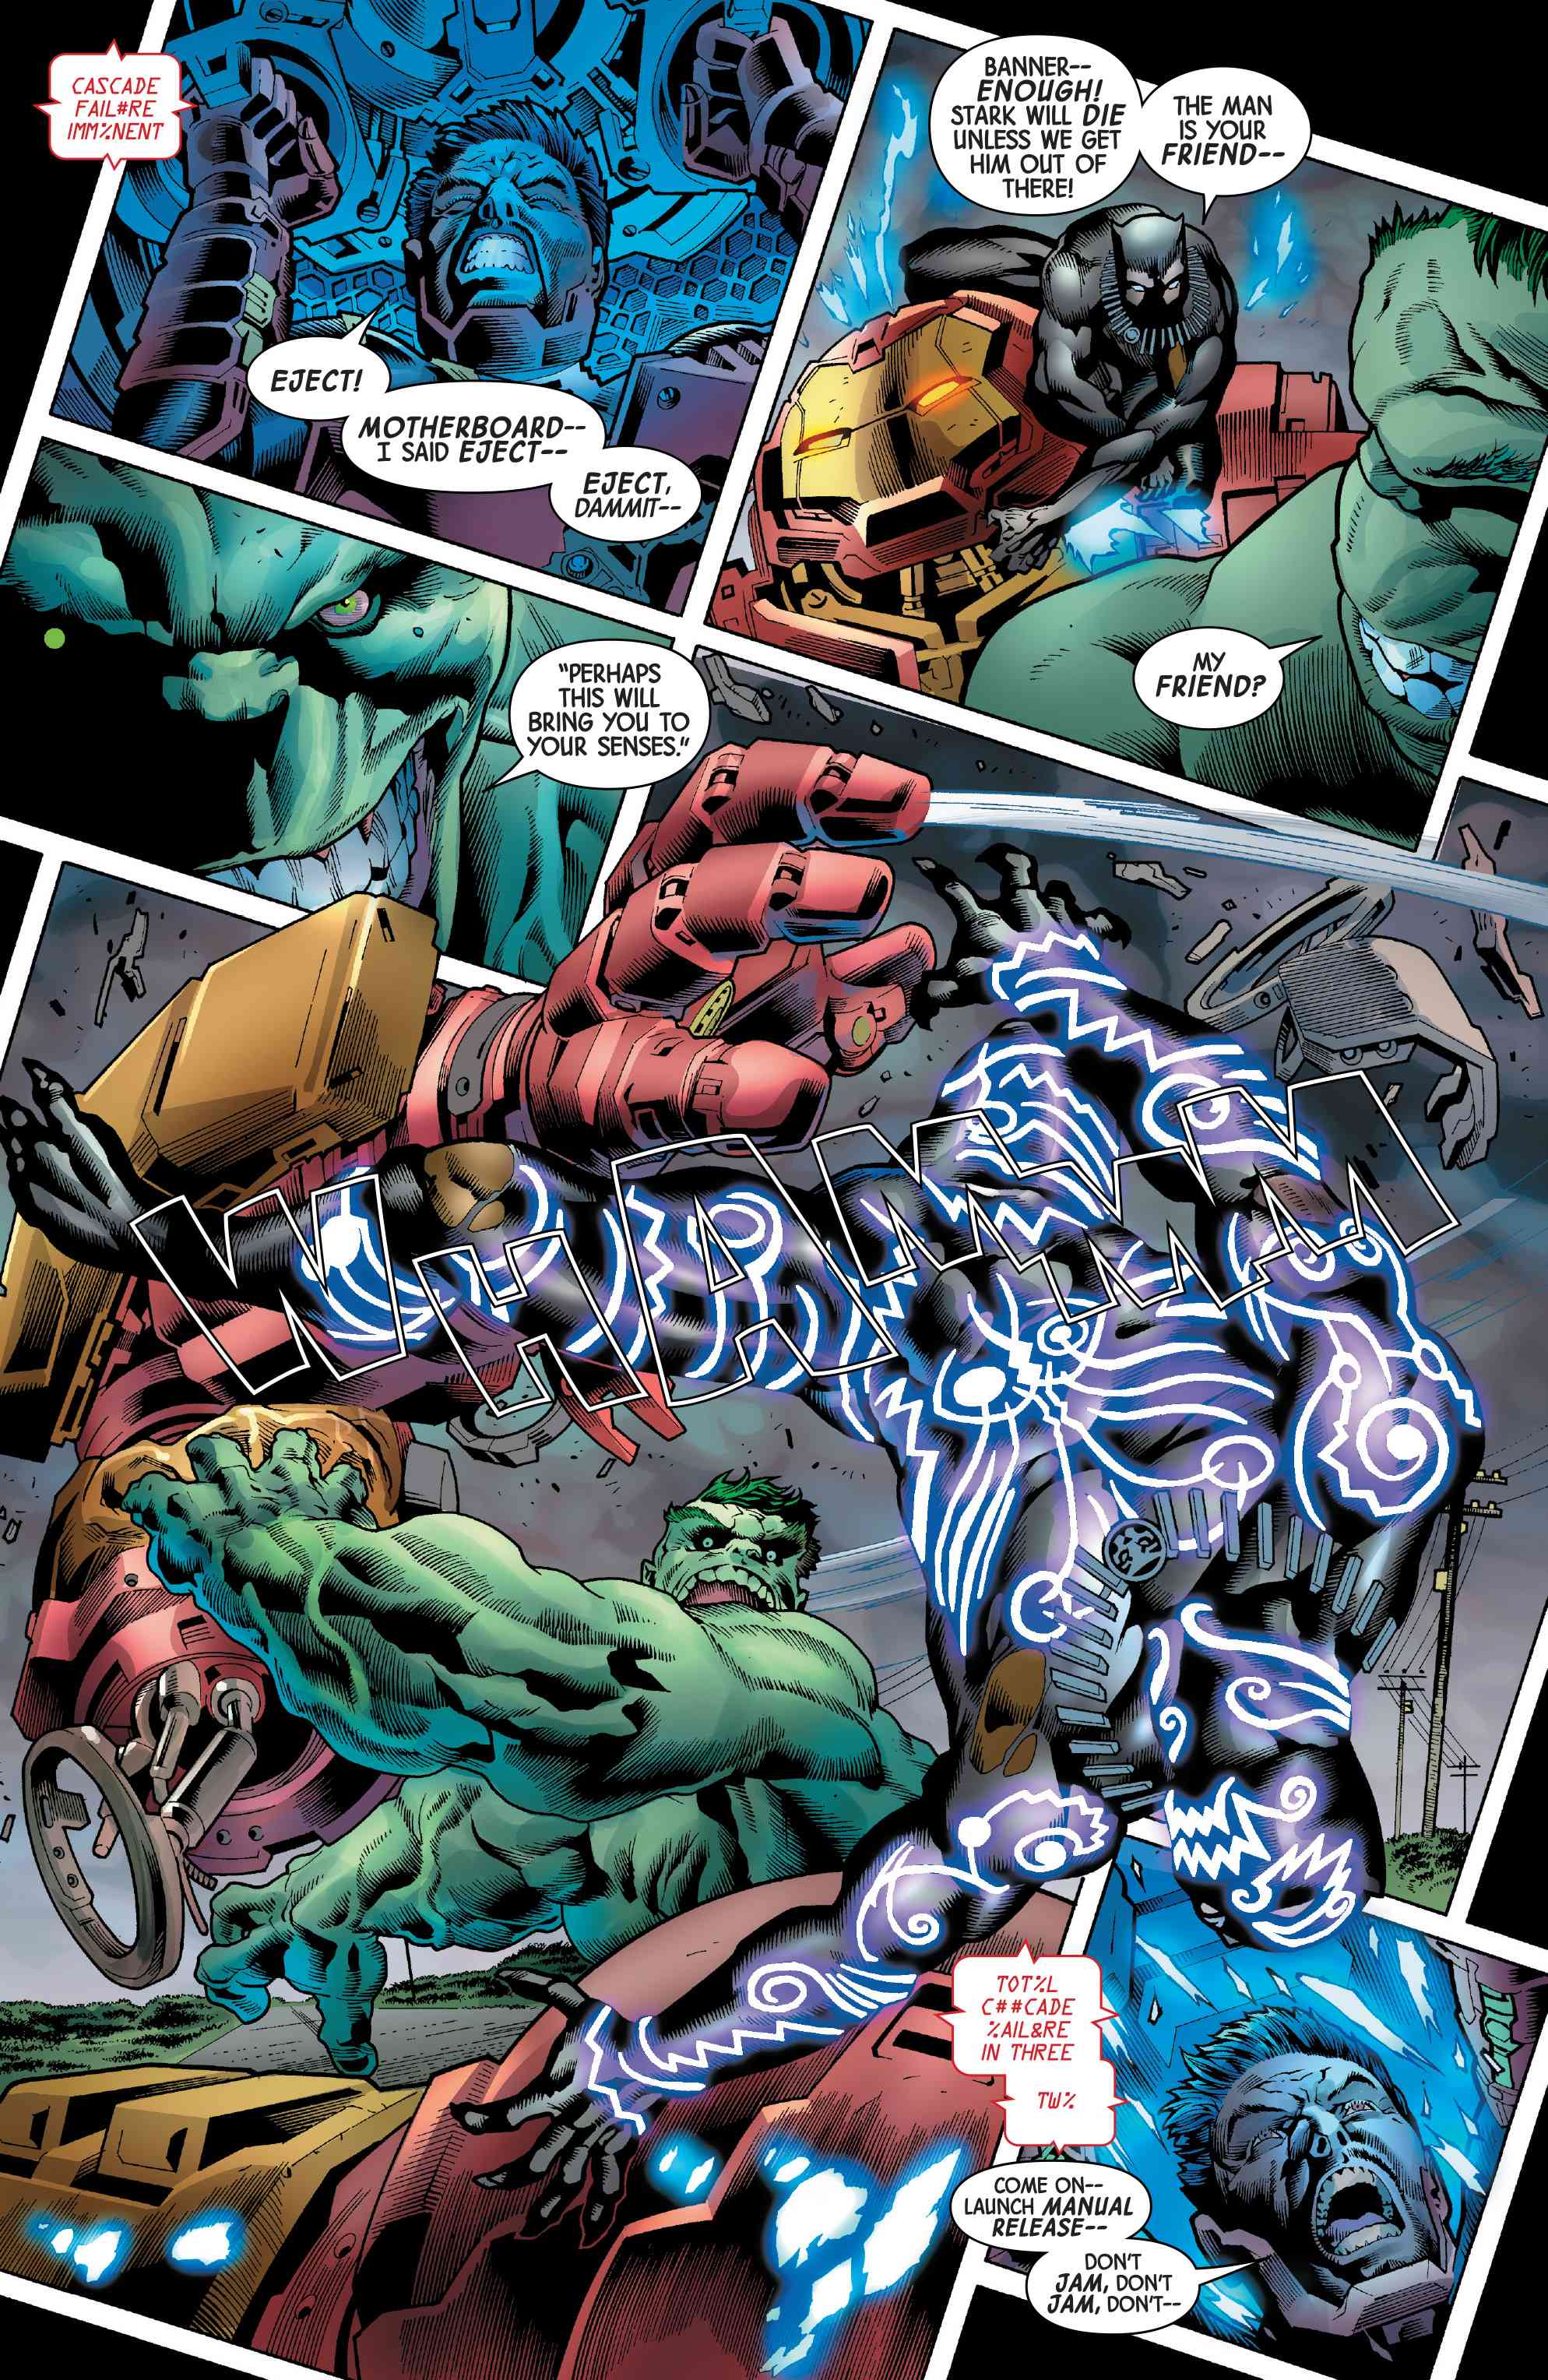 CASCADE
FAIL#RE
IMM%NENT
EJECT!
MOTHERBOARD--
I SAID EJECT--
EJECT,
DAMMIT--
BANNER--
ENOUGH!
STARK WILL DIE
UNLESS WE GET
HIM OUT OF
THERE!
THE MAN
IS YOUR
FRIEND--
MY
FRIEND?
"PERHAPS
THIS WILL
BRING YOU TO
YOUR SENSES."
WHAMMM
TOT%L
C##CADE
%AIL&RE
IN THREE
TW%
COME ON--
LAUNCH MANUAL
RELEASE--
DON'T
JAM, DON'T
JAM, DON'T--